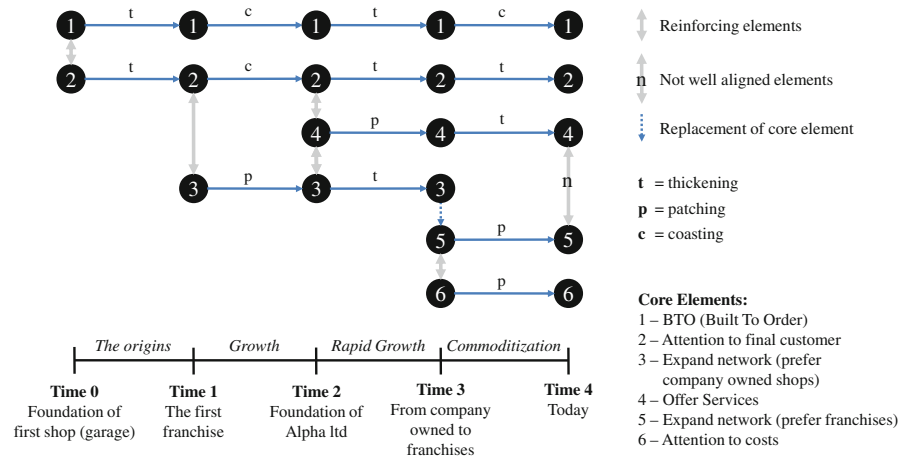 t c t c
1 1 1 1 1
t c t t
2 2 2 2 2
p t
4 4 4
p t
3 3 3
n
p
5 5
p
6 6
The origins Growth Rapid Growth Commoditization
Time 0 Time 1 Time 2 Time 3 Time 4
Foundation of first shop (garage)
The first franchise
Foundation of Alpha ltd
From company owned to franchises
Today
Reinforcing elements
n Not well aligned elements
Replacement of core element
t = thickening
p = patching
c = coasting
Core Elements:
1 – BTO (Built To Order)
2 – Attention to final customer
3 – Expand network (prefer
company owned shops)
4 – Offer Services
5 – Expand network (prefer franchises)
6 – Attention to costs